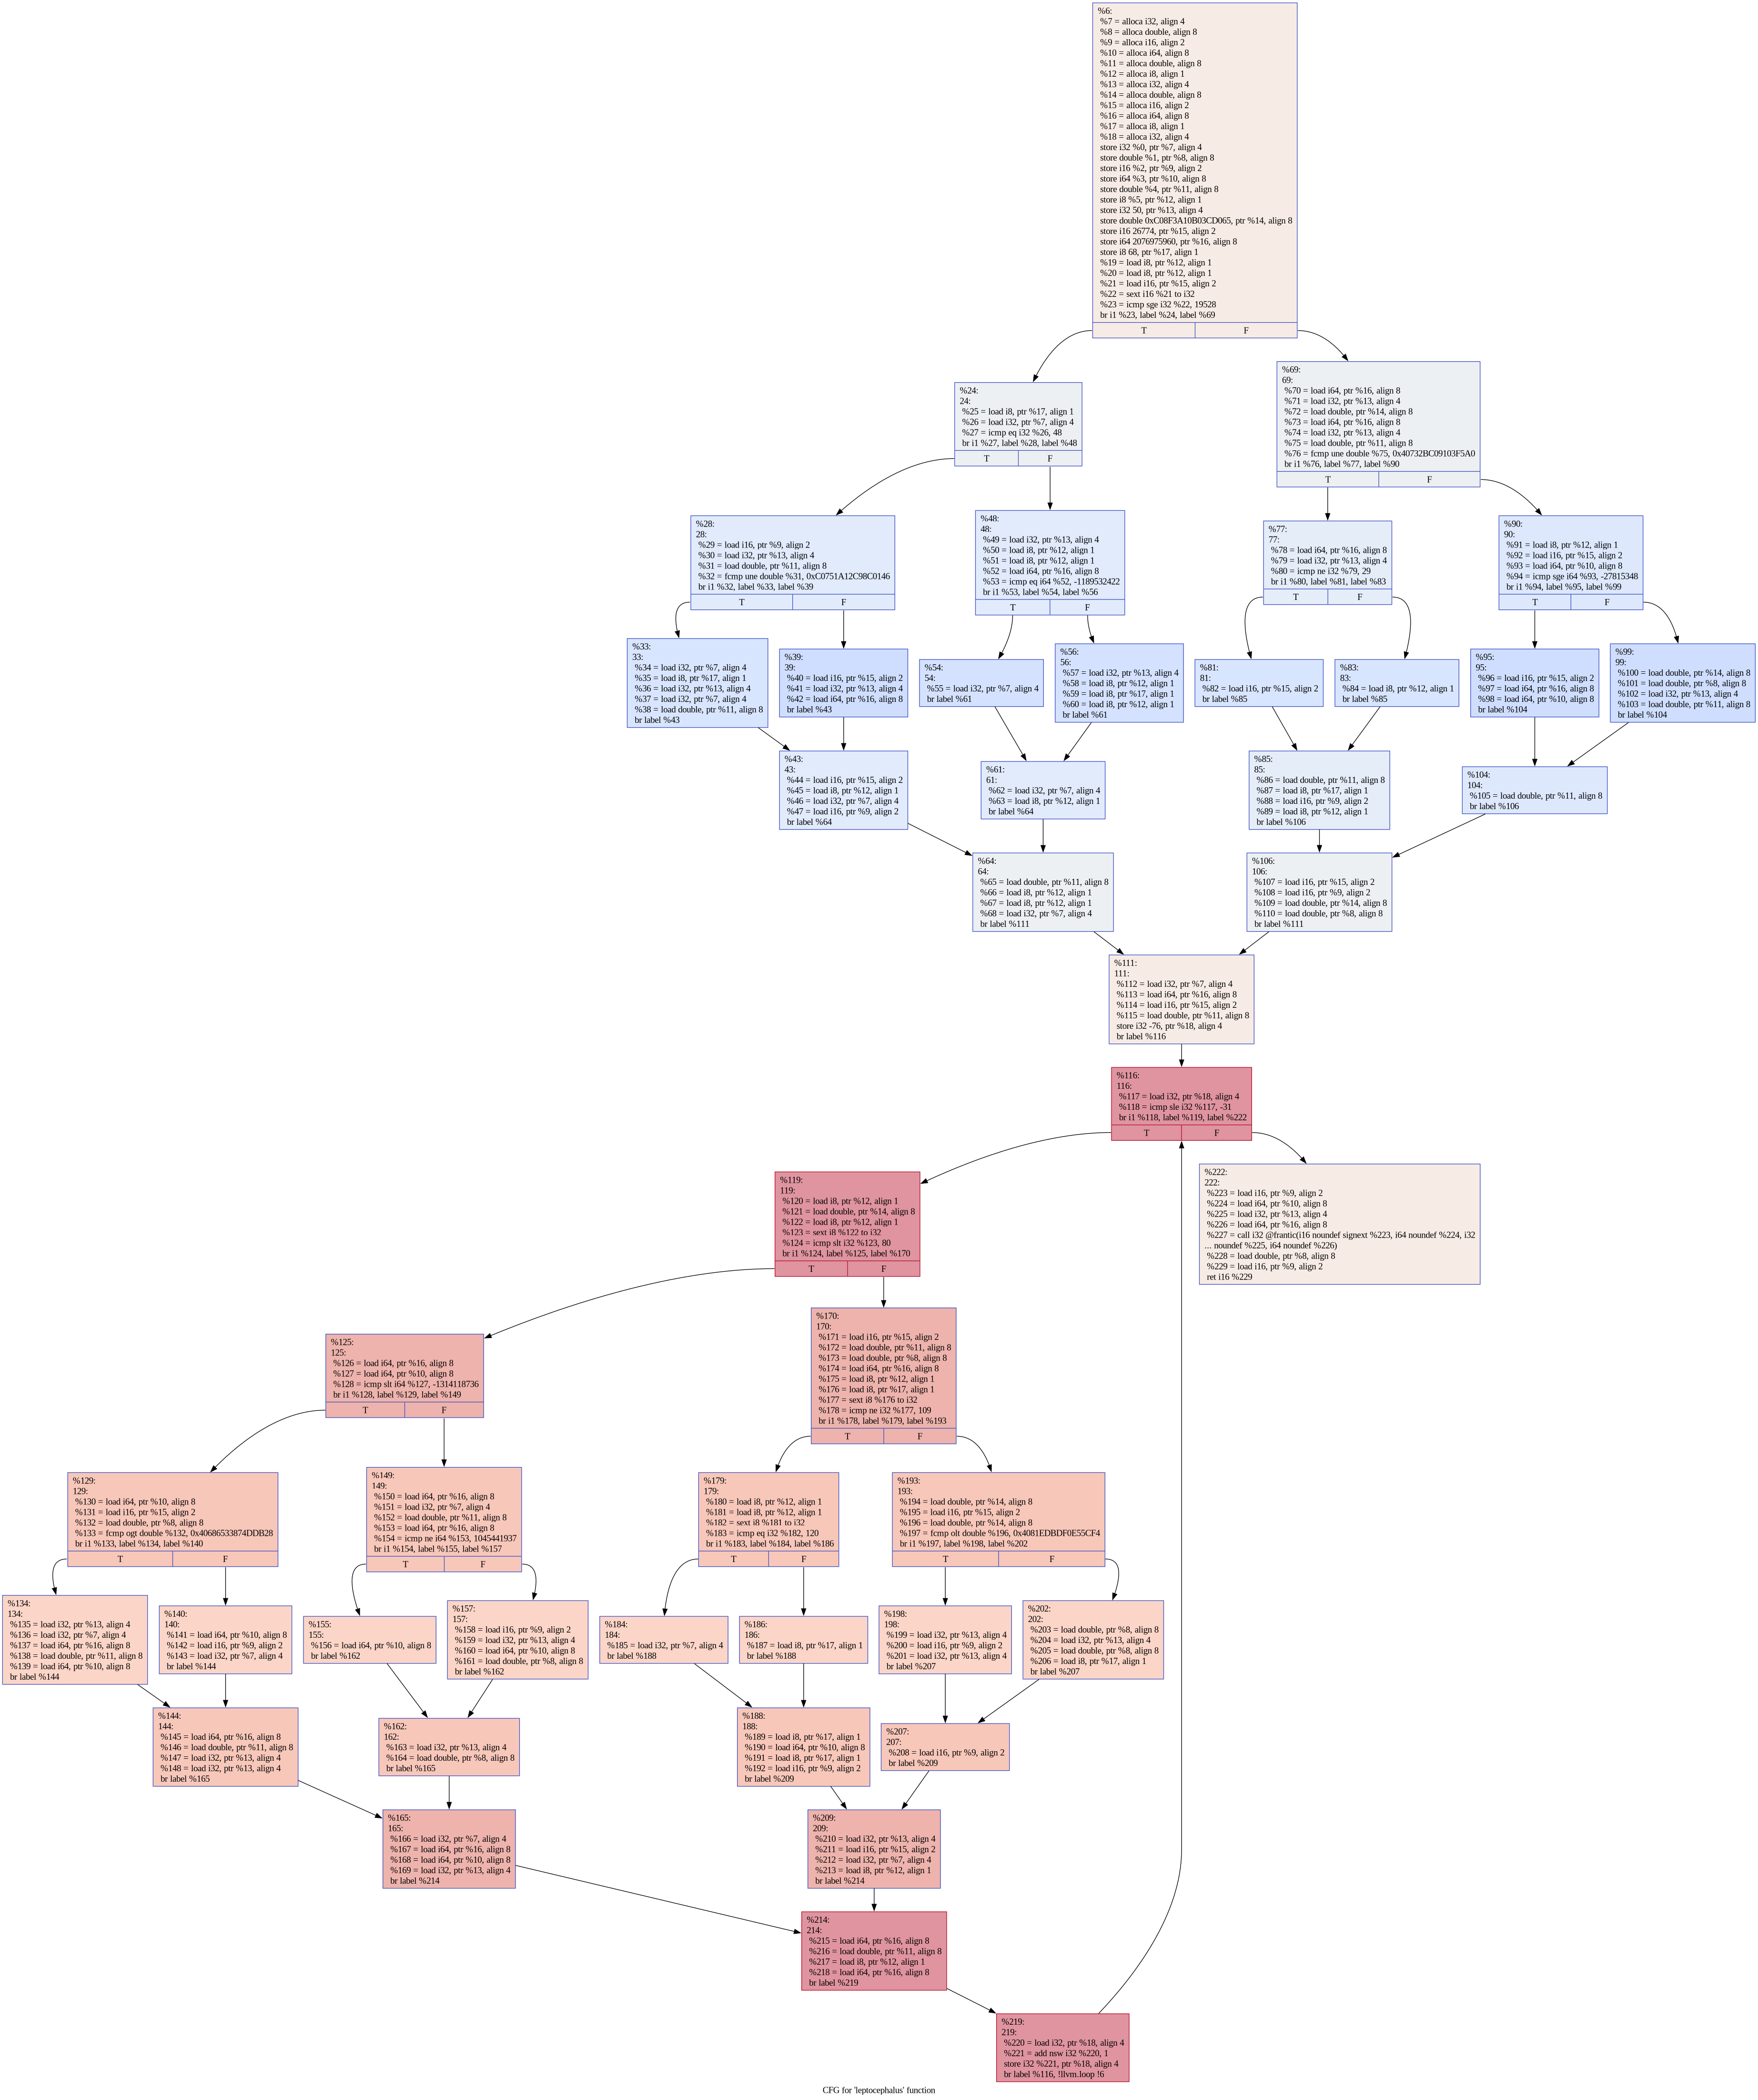 %6:
%7 = alloca i32, align 4
%8 = alloca double, align 8
%9 = alloca i16, align 2
%10 = alloca i64, align 8
%11 = alloca double, align 8
%12 = alloca i8, align 1
%13 = alloca i32, align 4
%14 = alloca double, align 8
%15 = alloca i16, align 2
%16 = alloca i64, align 8
%17 = alloca i8, align 1
%18 = alloca i32, align 4
store i32 %0, ptr %7, align 4
store double %1, ptr %8, align 8
store i16 %2, ptr %9, align 2
store i64 %3, ptr %10, align 8
store double %4, ptr %11, align 8
store i8 %5, ptr %12, align 1
store i32 50, ptr %13, align 4
store double 0xC08F3A10B03CD065, ptr %14, align 8
store i16 26774, ptr %15, align 2
store i64 2076975960, ptr %16, align 8
store i8 68, ptr %17, align 1
%19 = load i8, ptr %12, align 1
%20 = load i8, ptr %12, align 1
%21 = load i16, ptr %15, align 2
%22 = sext i16 %21 to i32
%23 = icmp sge i32 %22, 19528
br i1 %23, label %24, label %69
T F
%24:
24:
%25 = load i8, ptr %17, align 1
%26 = load i32, ptr %7, align 4
%27 = icmp eq i32 %26, 48
br i1 %27, label %28, label %48
T F
%69:
69:
%70 = load i64, ptr %16, align 8
%71 = load i32, ptr %13, align 4
%72 = load double, ptr %14, align 8
%73 = load i64, ptr %16, align 8
%74 = load i32, ptr %13, align 4
%75 = load double, ptr %11, align 8
%76 = fcmp une double %75, 0x40732BC09103F5A0
br i1 %76, label %77, label %90
T F
%28:
28:
%29 = load i16, ptr %9, align 2
%30 = load i32, ptr %13, align 4
%31 = load double, ptr %11, align 8
%32 = fcmp une double %31, 0xC0751A12C98C0146
br i1 %32, label %33, label %39
T F
%48:
48:
%49 = load i32, ptr %13, align 4
%50 = load i8, ptr %12, align 1
%51 = load i8, ptr %12, align 1
%52 = load i64, ptr %16, align 8
%53 = icmp eq i64 %52, -1189532422
br i1 %53, label %54, label %56
T F
%77:
77:
%78 = load i64, ptr %16, align 8
%79 = load i32, ptr %13, align 4
%80 = icmp ne i32 %79, 29
br i1 %80, label %81, label %83
T F
%90:
90:
%91 = load i8, ptr %12, align 1
%92 = load i16, ptr %15, align 2
%93 = load i64, ptr %10, align 8
%94 = icmp sge i64 %93, -27815348
br i1 %94, label %95, label %99
T F
%33:
33:
%34 = load i32, ptr %7, align 4
%35 = load i8, ptr %17, align 1
%36 = load i32, ptr %13, align 4
%37 = load i32, ptr %7, align 4
%38 = load double, ptr %11, align 8
br label %43
%39:
39:
%40 = load i16, ptr %15, align 2
%41 = load i32, ptr %13, align 4
%42 = load i64, ptr %16, align 8
br label %43
%54:
54:
%55 = load i32, ptr %7, align 4
br label %61
%56:
56:
%57 = load i32, ptr %13, align 4
%58 = load i8, ptr %12, align 1
%59 = load i8, ptr %17, align 1
%60 = load i8, ptr %12, align 1
br label %61
%81:
81:
%82 = load i16, ptr %15, align 2
br label %85
%83:
83:
%84 = load i8, ptr %12, align 1
br label %85
%95:
95:
%96 = load i16, ptr %15, align 2
%97 = load i64, ptr %16, align 8
%98 = load i64, ptr %10, align 8
br label %104
%99:
99:
%100 = load double, ptr %14, align 8
%101 = load double, ptr %8, align 8
%102 = load i32, ptr %13, align 4
%103 = load double, ptr %11, align 8
br label %104
%43:
43:
%44 = load i16, ptr %15, align 2
%45 = load i8, ptr %12, align 1
%46 = load i32, ptr %7, align 4
%47 = load i16, ptr %9, align 2
br label %64
%61:
61:
%62 = load i32, ptr %7, align 4
%63 = load i8, ptr %12, align 1
br label %64
%85:
85:
%86 = load double, ptr %11, align 8
%87 = load i8, ptr %17, align 1
%88 = load i16, ptr %9, align 2
%89 = load i8, ptr %12, align 1
br label %106
%104:
104:
%105 = load double, ptr %11, align 8
br label %106
%64:
64:
%65 = load double, ptr %11, align 8
%66 = load i8, ptr %12, align 1
%67 = load i8, ptr %12, align 1
%68 = load i32, ptr %7, align 4
br label %111
%106:
106:
%107 = load i16, ptr %15, align 2
%108 = load i16, ptr %9, align 2
%109 = load double, ptr %14, align 8
%110 = load double, ptr %8, align 8
br label %111
%111:
111:
%112 = load i32, ptr %7, align 4
%113 = load i64, ptr %16, align 8
%114 = load i16, ptr %15, align 2
%115 = load double, ptr %11, align 8
store i32 -76, ptr %18, align 4
br label %116
%116:
116:
%117 = load i32, ptr %18, align 4
%118 = icmp sle i32 %117, -31
br i1 %118, label %119, label %222
T F
%119:
119:
%120 = load i8, ptr %12, align 1
%121 = load double, ptr %14, align 8
%122 = load i8, ptr %12, align 1
%123 = sext i8 %122 to i32
%124 = icmp slt i32 %123, 80
br i1 %124, label %125, label %170
T F
%222:
222:
%223 = load i16, ptr %9, align 2
%224 = load i64, ptr %10, align 8
%225 = load i32, ptr %13, align 4
%226 = load i64, ptr %16, align 8
%227 = call i32 @frantic(i16 noundef signext %223, i64 noundef %224, i32
... noundef %225, i64 noundef %226)
%228 = load double, ptr %8, align 8
%229 = load i16, ptr %9, align 2
ret i16 %229
%125:
125:
%126 = load i64, ptr %16, align 8
%127 = load i64, ptr %10, align 8
%128 = icmp slt i64 %127, -1314118736
br i1 %128, label %129, label %149
T F
%170:
170:
%171 = load i16, ptr %15, align 2
%172 = load double, ptr %11, align 8
%173 = load double, ptr %8, align 8
%174 = load i64, ptr %16, align 8
%175 = load i8, ptr %12, align 1
%176 = load i8, ptr %17, align 1
%177 = sext i8 %176 to i32
%178 = icmp ne i32 %177, 109
br i1 %178, label %179, label %193
T F
%129:
129:
%130 = load i64, ptr %10, align 8
%131 = load i16, ptr %15, align 2
%132 = load double, ptr %8, align 8
%133 = fcmp ogt double %132, 0x40686533874DDB28
br i1 %133, label %134, label %140
T F
%149:
149:
%150 = load i64, ptr %16, align 8
%151 = load i32, ptr %7, align 4
%152 = load double, ptr %11, align 8
%153 = load i64, ptr %16, align 8
%154 = icmp ne i64 %153, 1045441937
br i1 %154, label %155, label %157
T F
%179:
179:
%180 = load i8, ptr %12, align 1
%181 = load i8, ptr %12, align 1
%182 = sext i8 %181 to i32
%183 = icmp eq i32 %182, 120
br i1 %183, label %184, label %186
T F
%193:
193:
%194 = load double, ptr %14, align 8
%195 = load i16, ptr %15, align 2
%196 = load double, ptr %14, align 8
%197 = fcmp olt double %196, 0x4081EDBDF0E55CF4
br i1 %197, label %198, label %202
T F
%134:
134:
%135 = load i32, ptr %13, align 4
%136 = load i32, ptr %7, align 4
%137 = load i64, ptr %16, align 8
%138 = load double, ptr %11, align 8
%139 = load i64, ptr %10, align 8
br label %144
%140:
140:
%141 = load i64, ptr %10, align 8
%142 = load i16, ptr %9, align 2
%143 = load i32, ptr %7, align 4
br label %144
%155:
155:
%156 = load i64, ptr %10, align 8
br label %162
%157:
157:
%158 = load i16, ptr %9, align 2
%159 = load i32, ptr %13, align 4
%160 = load i64, ptr %10, align 8
%161 = load double, ptr %8, align 8
br label %162
%184:
184:
%185 = load i32, ptr %7, align 4
br label %188
%186:
186:
%187 = load i8, ptr %17, align 1
br label %188
%198:
198:
%199 = load i32, ptr %13, align 4
%200 = load i16, ptr %9, align 2
%201 = load i32, ptr %13, align 4
br label %207
%202:
202:
%203 = load double, ptr %8, align 8
%204 = load i32, ptr %13, align 4
%205 = load double, ptr %8, align 8
%206 = load i8, ptr %17, align 1
br label %207
%144:
144:
%145 = load i64, ptr %16, align 8
%146 = load double, ptr %11, align 8
%147 = load i32, ptr %13, align 4
%148 = load i32, ptr %13, align 4
br label %165
%162:
162:
%163 = load i32, ptr %13, align 4
%164 = load double, ptr %8, align 8
br label %165
%188:
188:
%189 = load i8, ptr %17, align 1
%190 = load i64, ptr %10, align 8
%191 = load i8, ptr %17, align 1
%192 = load i16, ptr %9, align 2
br label %209
%207:
207:
%208 = load i16, ptr %9, align 2
br label %209
%165:
165:
%166 = load i32, ptr %7, align 4
%167 = load i64, ptr %16, align 8
%168 = load i64, ptr %10, align 8
%169 = load i32, ptr %13, align 4
br label %214
%209:
209:
%210 = load i32, ptr %13, align 4
%211 = load i16, ptr %15, align 2
%212 = load i32, ptr %7, align 4
%213 = load i8, ptr %12, align 1
br label %214
%214:
214:
%215 = load i64, ptr %16, align 8
%216 = load double, ptr %11, align 8
%217 = load i8, ptr %12, align 1
%218 = load i64, ptr %16, align 8
br label %219
%219:
219:
%220 = load i32, ptr %18, align 4
%221 = add nsw i32 %220, 1
store i32 %221, ptr %18, align 4
br label %116, !llvm.loop !6
CFG for 'leptocephalus' function